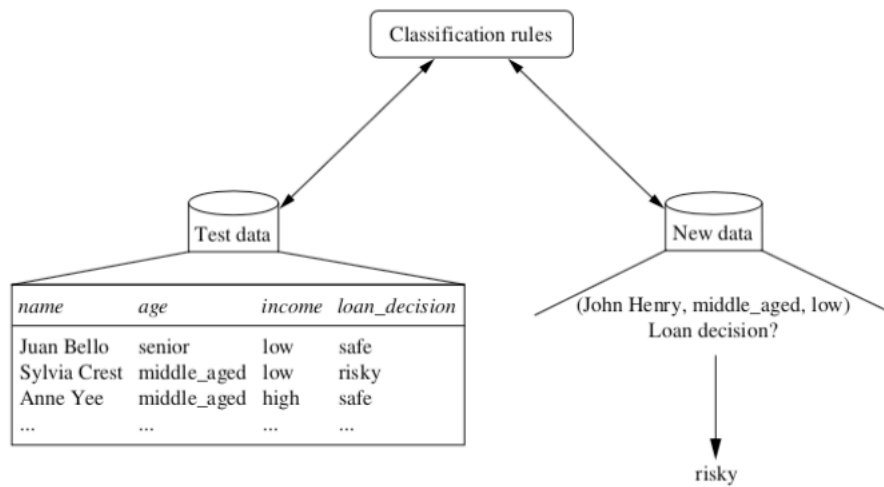 Classification rules
Test data
name age income loan_decision
Juan Bello senior low safe
Sylvia Crest middle_aged low risky
Anne Yee middle_aged high safe
... ... ... ...
New data
(John Henry, middle_aged, low)
Loan decision?
risky